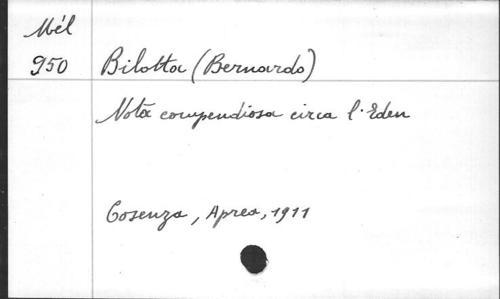 Mél
950 Bilotta (Bernardo)
Nota compendiosa circa l'Eden
Cosenza, Aprea, 1911